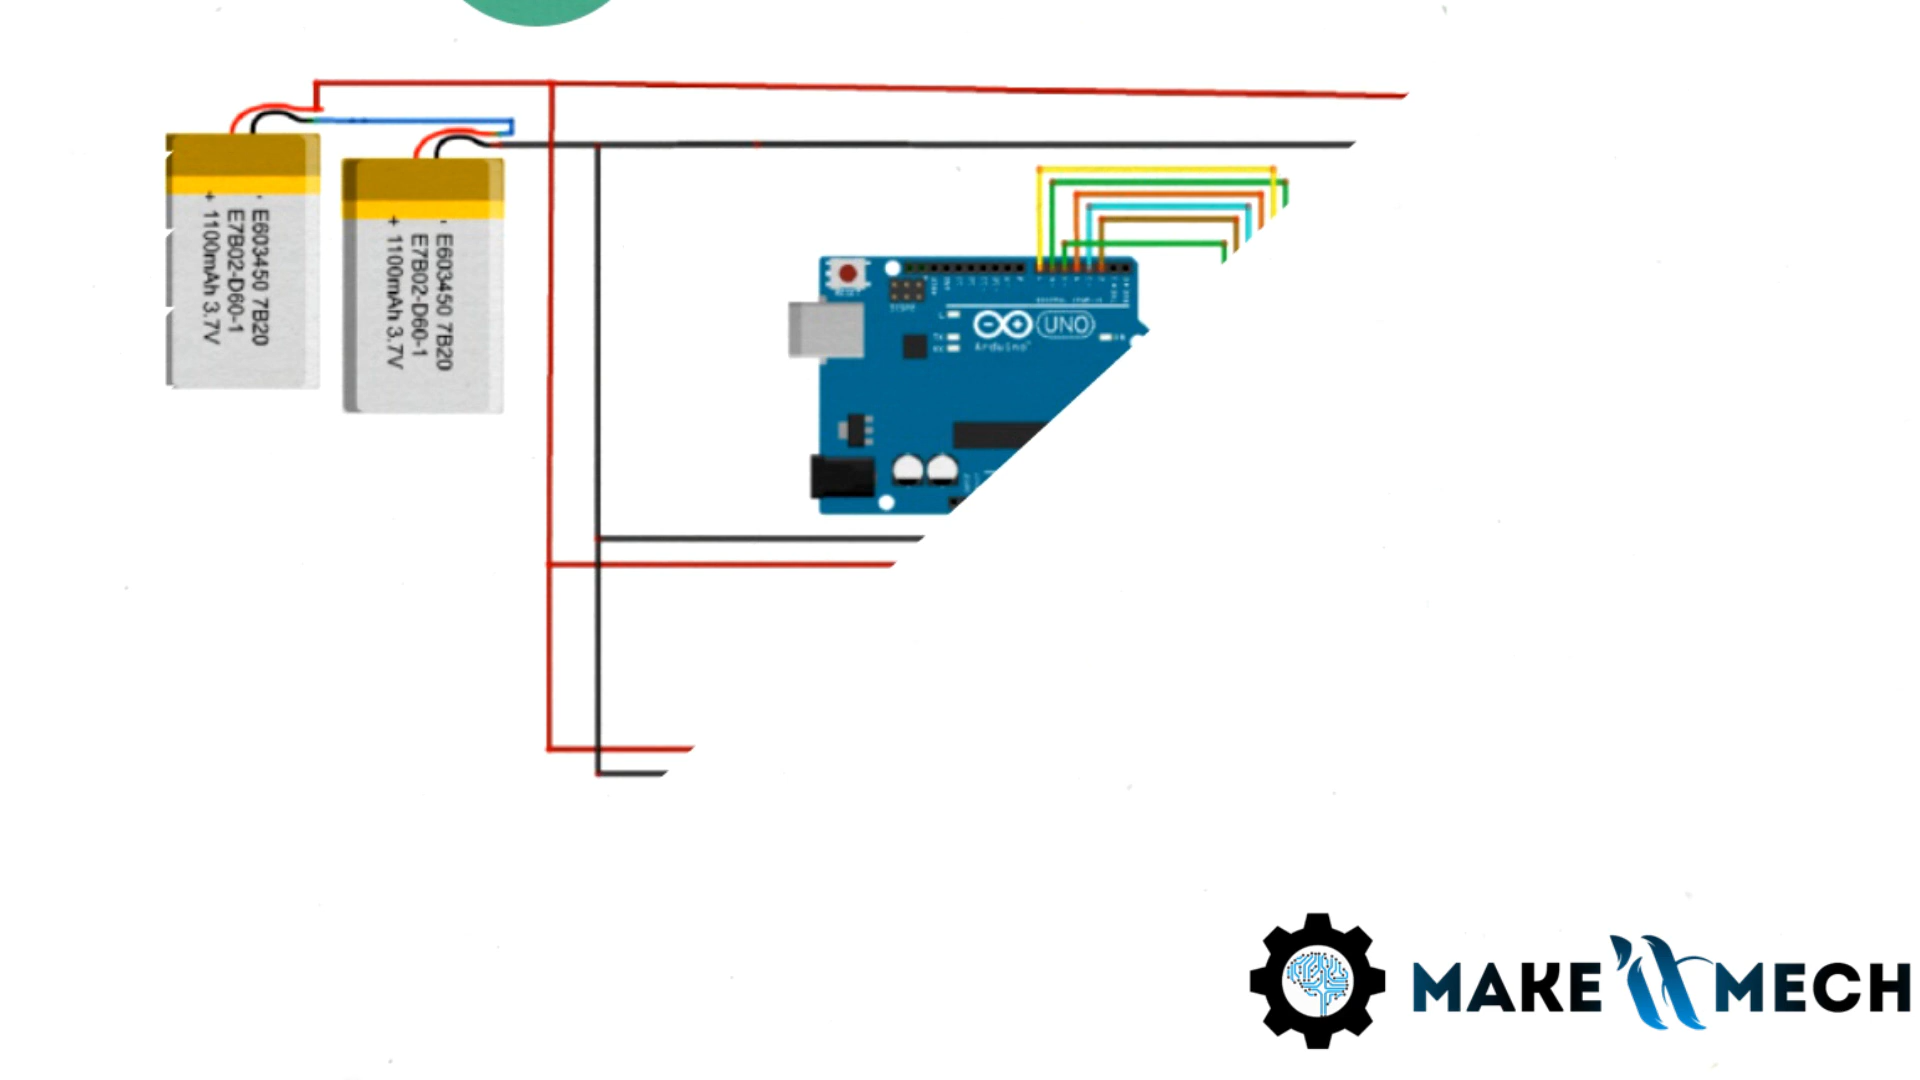 - E603450 7B20
E7B02-D60-1
+ 1100mAh 3.7V
- E603450 7B20
E7B02-D60-1
+ 1100mAh 3.7V
UNO
Arduino
MAKE 'N MECH